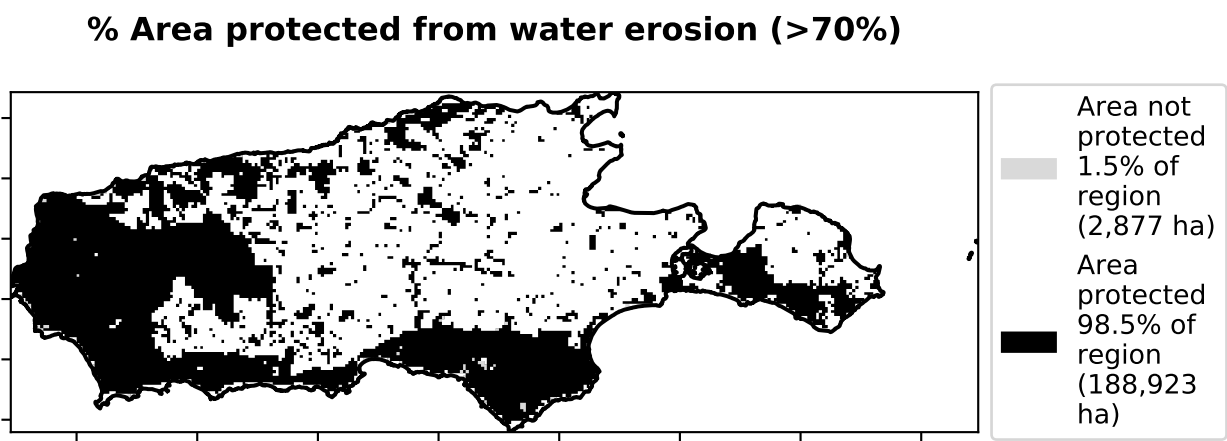 % Area protected from water erosion (>70%)
Area not
protected
1.5% of
region
(2,877 ha)
Area
protected
98.5% of
region
(188,923
ha)